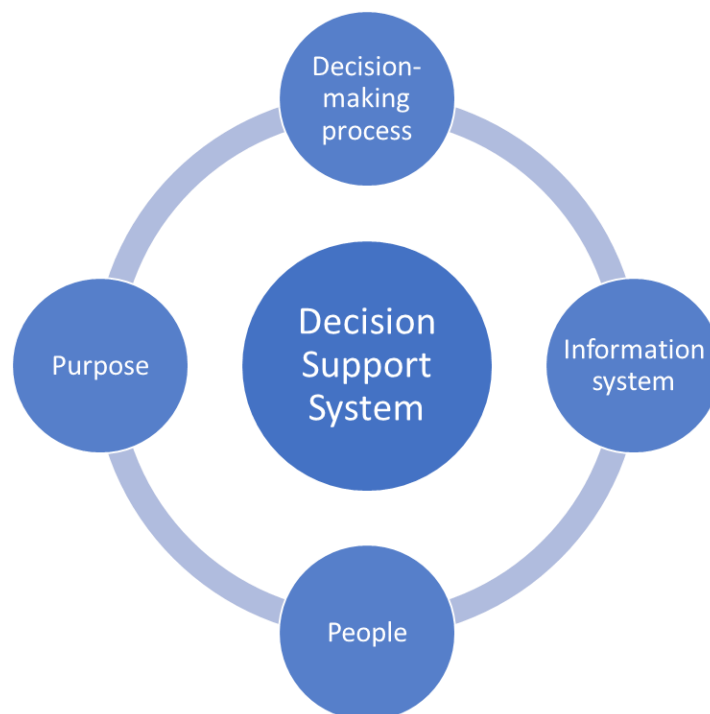 Decision-
making
process
Purpose
Decision
Support
System
Information
system
People